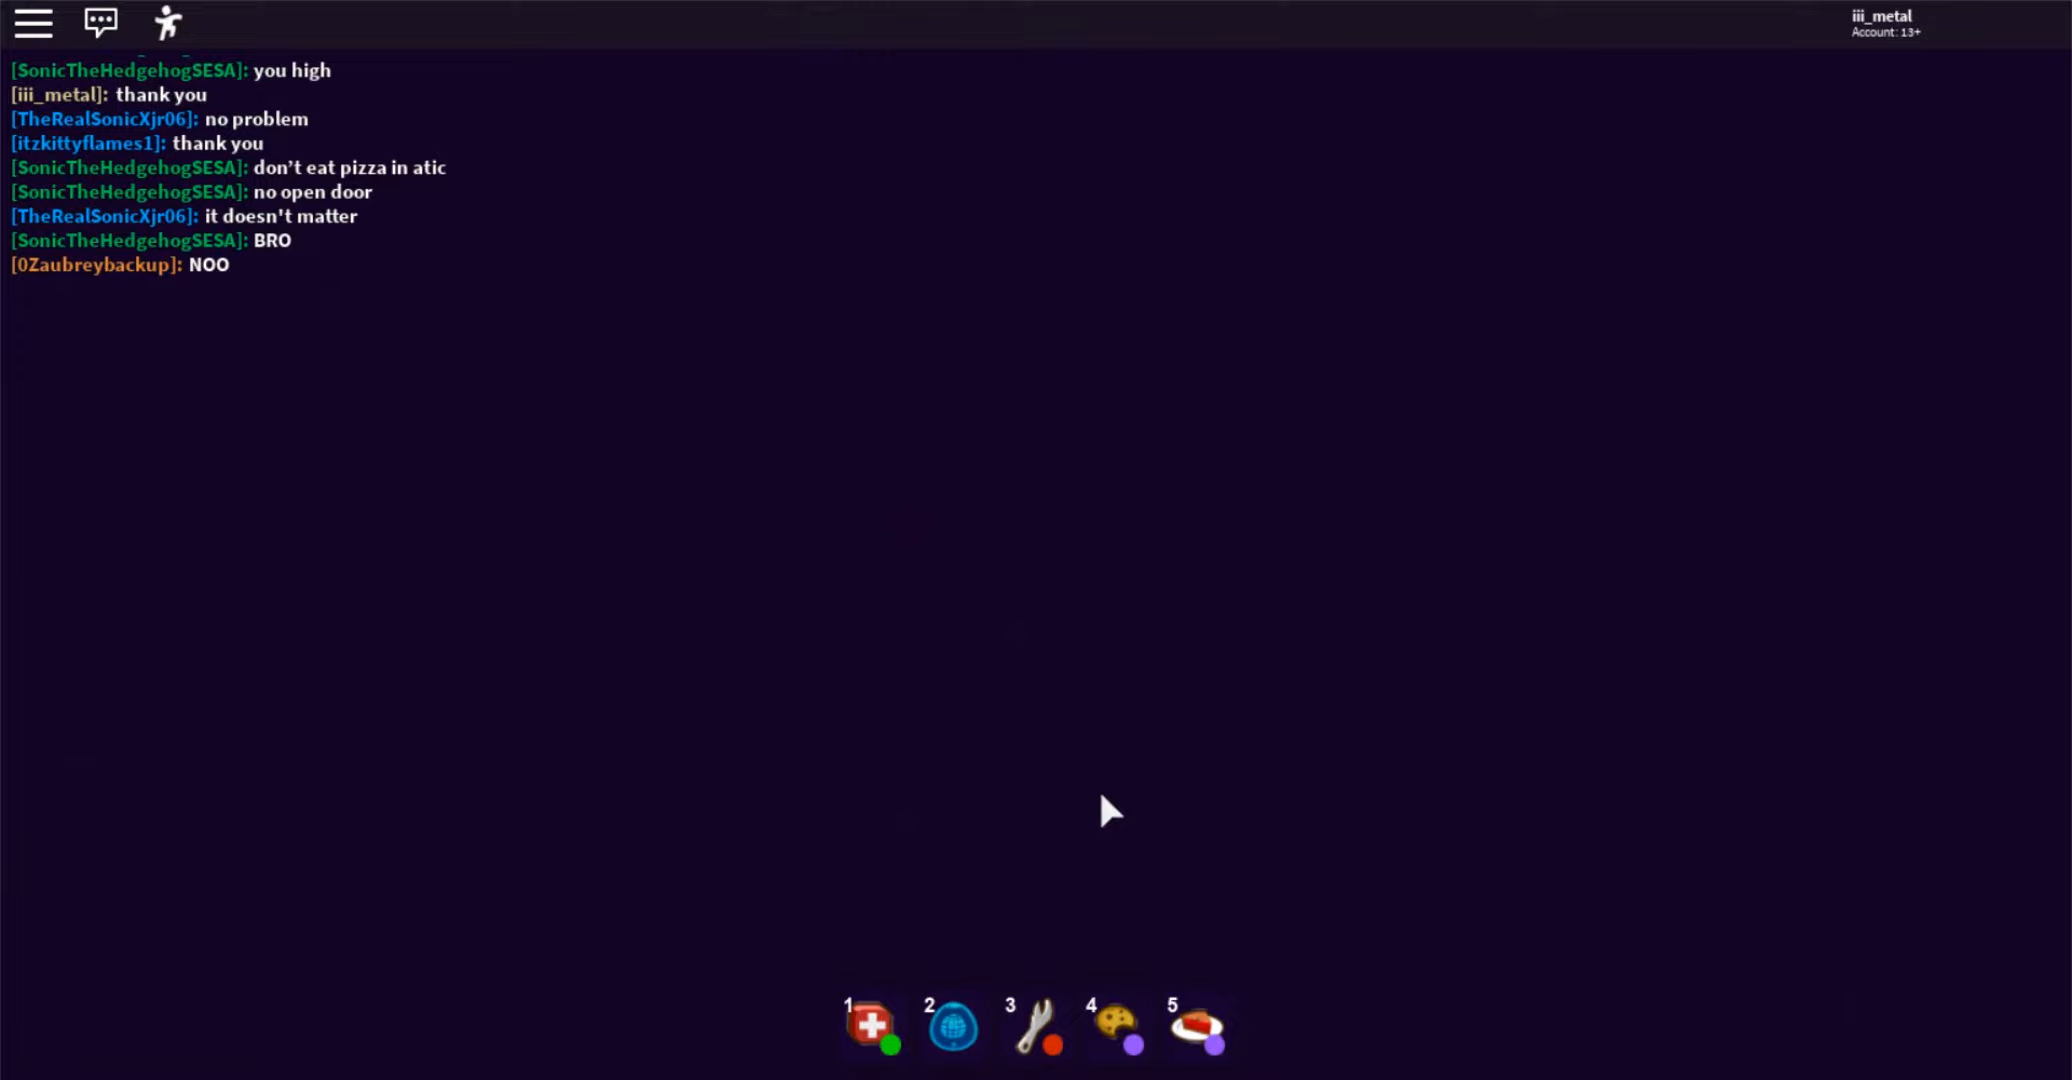 iii_metal
Account: 13+
[SonicTheHedgehogSESA]: you high
[iii_metal]: thank you
[TheRealSonicXjr06]: no problem
[itzkittyflames1]: thank you
[SonicTheHedgehogSESA]: don’t eat pizza in atic
[SonicTheHedgehogSESA]: no open door
[TheRealSonicXjr06]: it doesn't matter
[SonicTheHedgehogSESA]: BRO
[0Zaubreybackup]: NOO
1 2 3 4 5